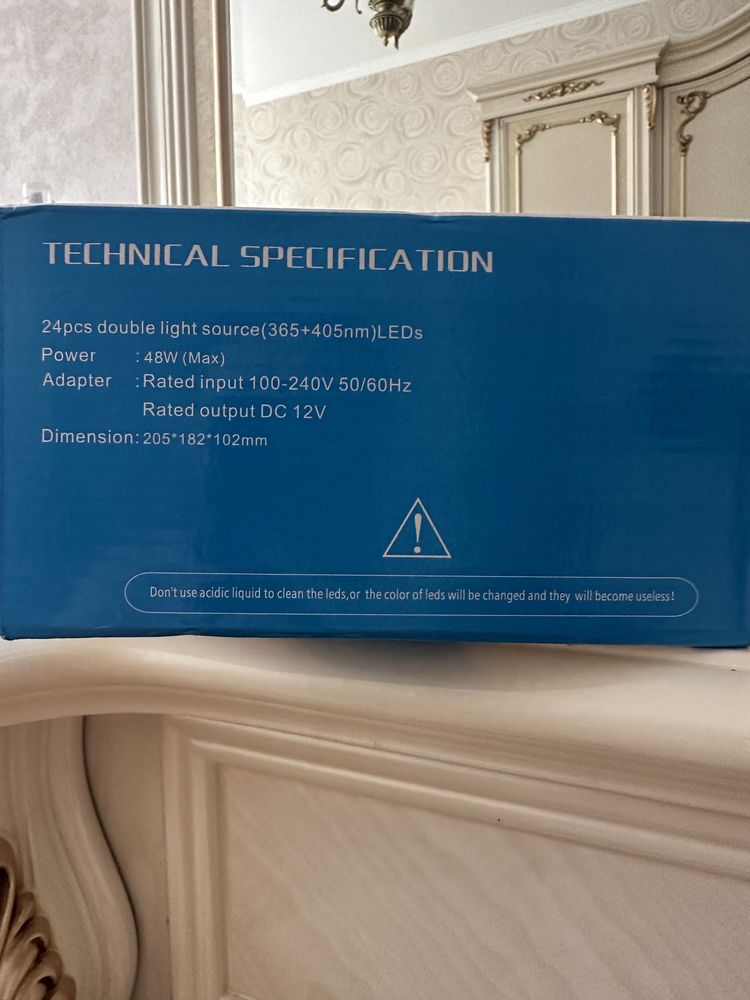 TECHNICAL SPECIFICATION
24pcs double light source(365+405nm)LEDs
Power : 48W (Max)
Adapter :Rated input 100-240V 50/60Hz
Rated output DC 12V
Dimension: 205*182*102mm
!
Don't use acidic liquid to clean the leds,or the color of leds will be changed and they will become useless!